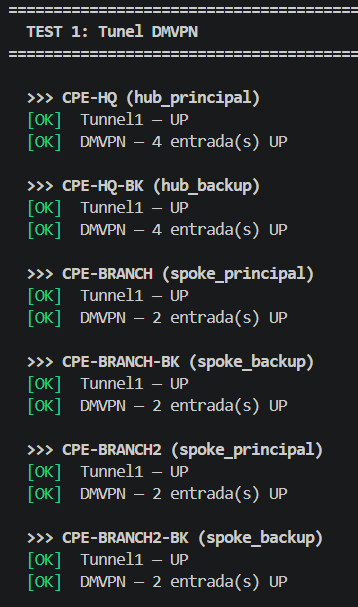 ========================================
TEST 1: Tunel DMVPN
========================================
>>> CPE-HQ (hub_principal)
[OK] Tunnel1 — UP
[OK] DMVPN — 4 entrada(s) UP
>>> CPE-HQ-BK (hub_backup)
[OK] Tunnel1 — UP
[OK] DMVPN — 4 entrada(s) UP
>>> CPE-BRANCH (spoke_principal)
[OK] Tunnel1 — UP
[OK] DMVPN — 2 entrada(s) UP
>>> CPE-BRANCH-BK (spoke_backup)
[OK] Tunnel1 — UP
[OK] DMVPN — 2 entrada(s) UP
>>> CPE-BRANCH2 (spoke_principal)
[OK] Tunnel1 — UP
[OK] DMVPN — 2 entrada(s) UP
>>> CPE-BRANCH2-BK (spoke_backup)
[OK] Tunnel1 — UP
[OK] DMVPN — 2 entrada(s) UP